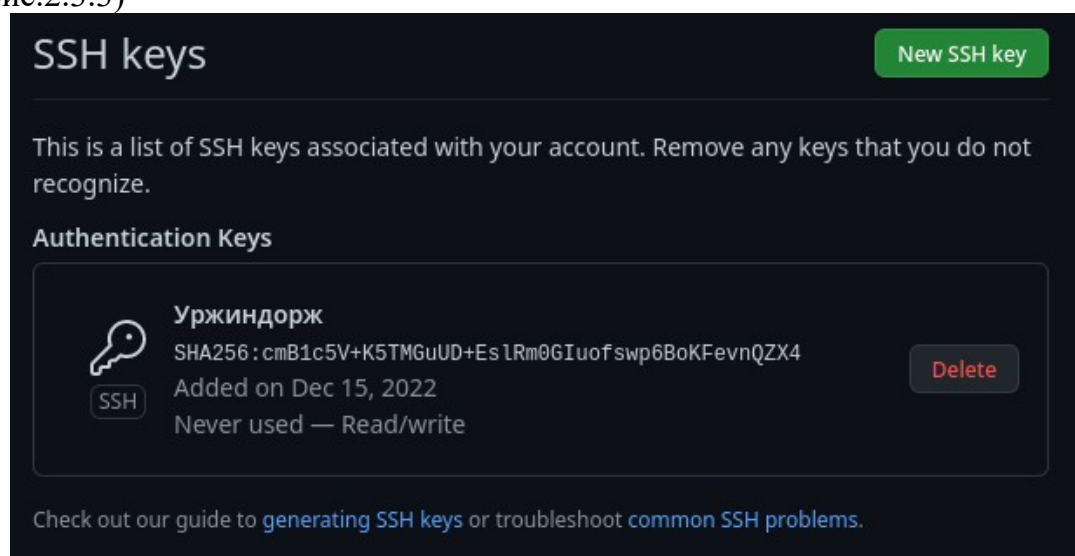 SSH keys
New SSH key
This is a list of SSH keys associated with your account. Remove any keys that you do not
recognize.
Authentication Keys
Уржиндорж
SHA256:cmB1c5V+K5TMGuUD+EslRm0GIuofswp6BoKFevnQZX4
Added on Dec 15, 2022
Never used — Read/write
SSH
Delete
Check out our guide to generating SSH keys or troubleshoot common SSH problems.